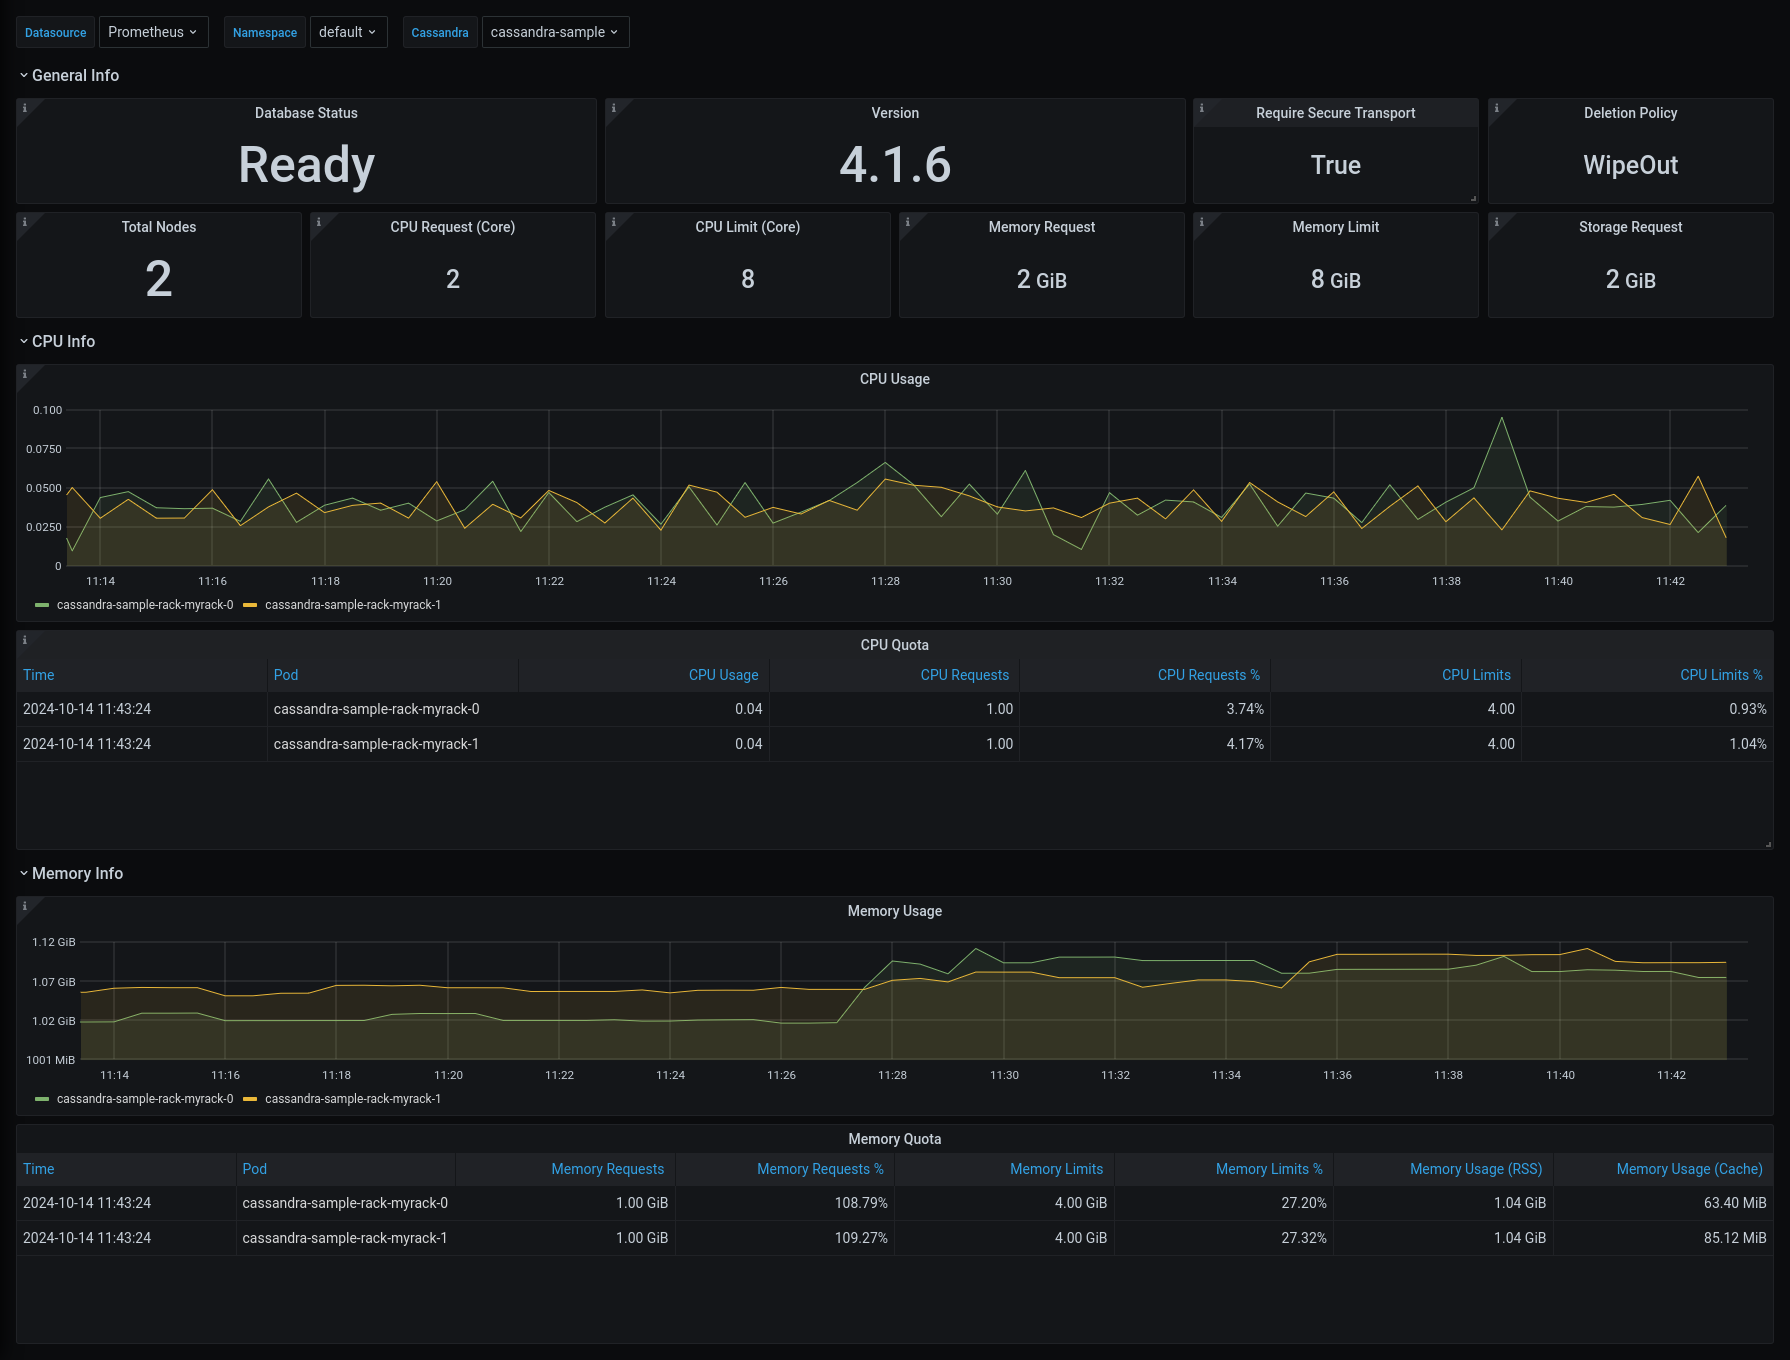 Datasource Prometheus Namespace default Cassandra cassandra-sample
General Info
Database Status Version Require Secure Transport Deletion Policy
Ready 4.1.6 True WipeOut
Total Nodes CPU Request (Core) CPU Limit (Core) Memory Request Memory Limit Storage Request
2 2 8 2 GiB 8 GiB 2 GiB
CPU Info
CPU Usage
0.100
0.0750
0.0500
0.0250
0
11:14 11:16 11:18 11:20 11:22 11:24 11:26 11:28 11:30 11:32 11:34 11:36 11:38 11:40 11:42
cassandra-sample-rack-myrack-0 cassandra-sample-rack-myrack-1
CPU Quota
Time Pod CPU Usage CPU Requests CPU Requests % CPU Limits CPU Limits %
2024-10-14 11:43:24 cassandra-sample-rack-myrack-0 0.04 1.00 3.74% 4.00 0.93%
2024-10-14 11:43:24 cassandra-sample-rack-myrack-1 0.04 1.00 4.17% 4.00 1.04%
Memory Info
Memory Usage
1.12 GiB
1.07 GiB
1.02 GiB
1001 MiB
11:14 11:16 11:18 11:20 11:22 11:24 11:26 11:28 11:30 11:32 11:34 11:36 11:38 11:40 11:42
cassandra-sample-rack-myrack-0 cassandra-sample-rack-myrack-1
Memory Quota
Time Pod Memory Requests Memory Requests % Memory Limits Memory Limits % Memory Usage (RSS) Memory Usage (Cache)
2024-10-14 11:43:24 cassandra-sample-rack-myrack-0 1.00 GiB 108.79% 4.00 GiB 27.20% 1.04 GiB 63.40 MiB
2024-10-14 11:43:24 cassandra-sample-rack-myrack-1 1.00 GiB 109.27% 4.00 GiB 27.32% 1.04 GiB 85.12 MiB